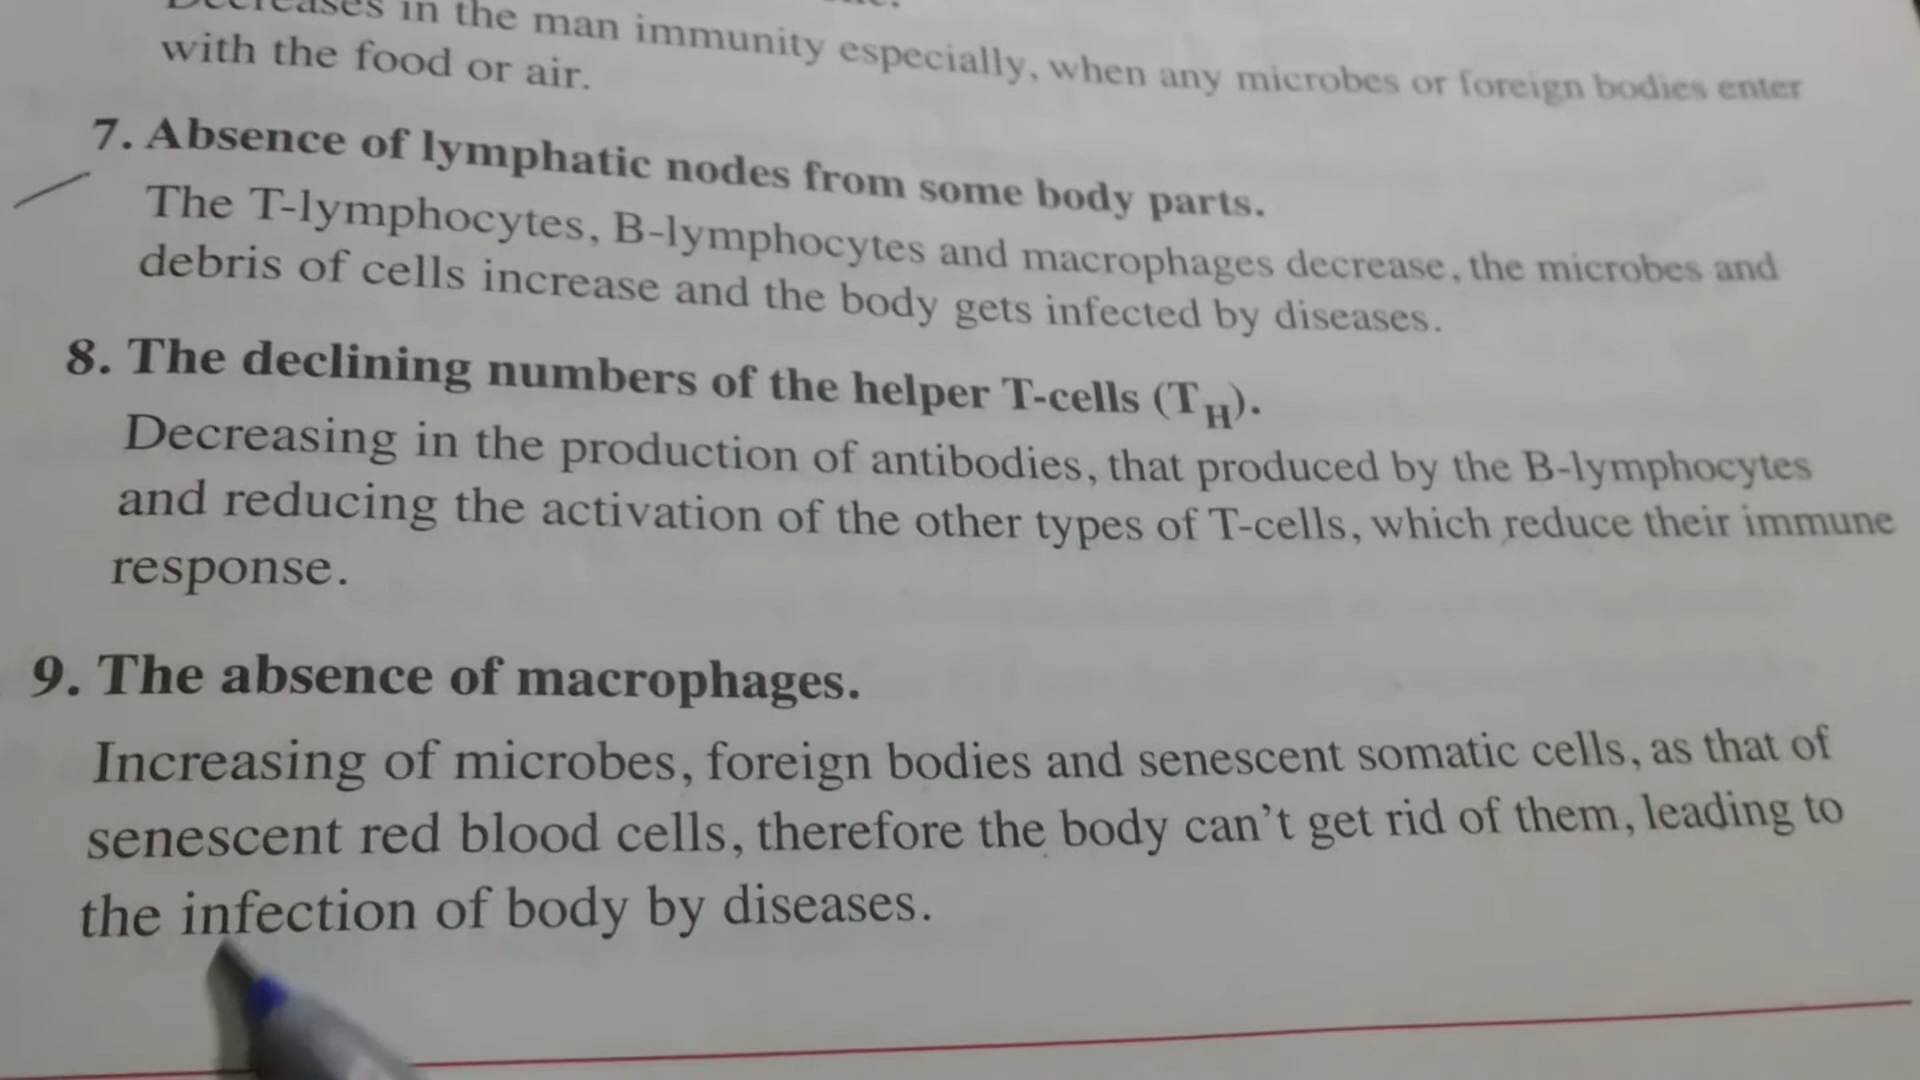 Decreases in the man immunity especially, when any microbes or foreign bodies enter
with the food or air.
7. Absence of lymphatic nodes from some body parts.
The T-lymphocytes, B-lymphocytes and macrophages decrease, the microbes and
debris of cells increase and the body gets infected by diseases.
8. The declining numbers of the helper T-cells (TH).
Decreasing in the production of antibodies, that produced by the B-lymphocytes
and reducing the activation of the other types of T-cells, which reduce their immune
response.
9. The absence of macrophages.
Increasing of microbes, foreign bodies and senescent somatic cells, as that of
senescent red blood cells, therefore the body can't get rid of them, leading to
the infection of body by diseases.